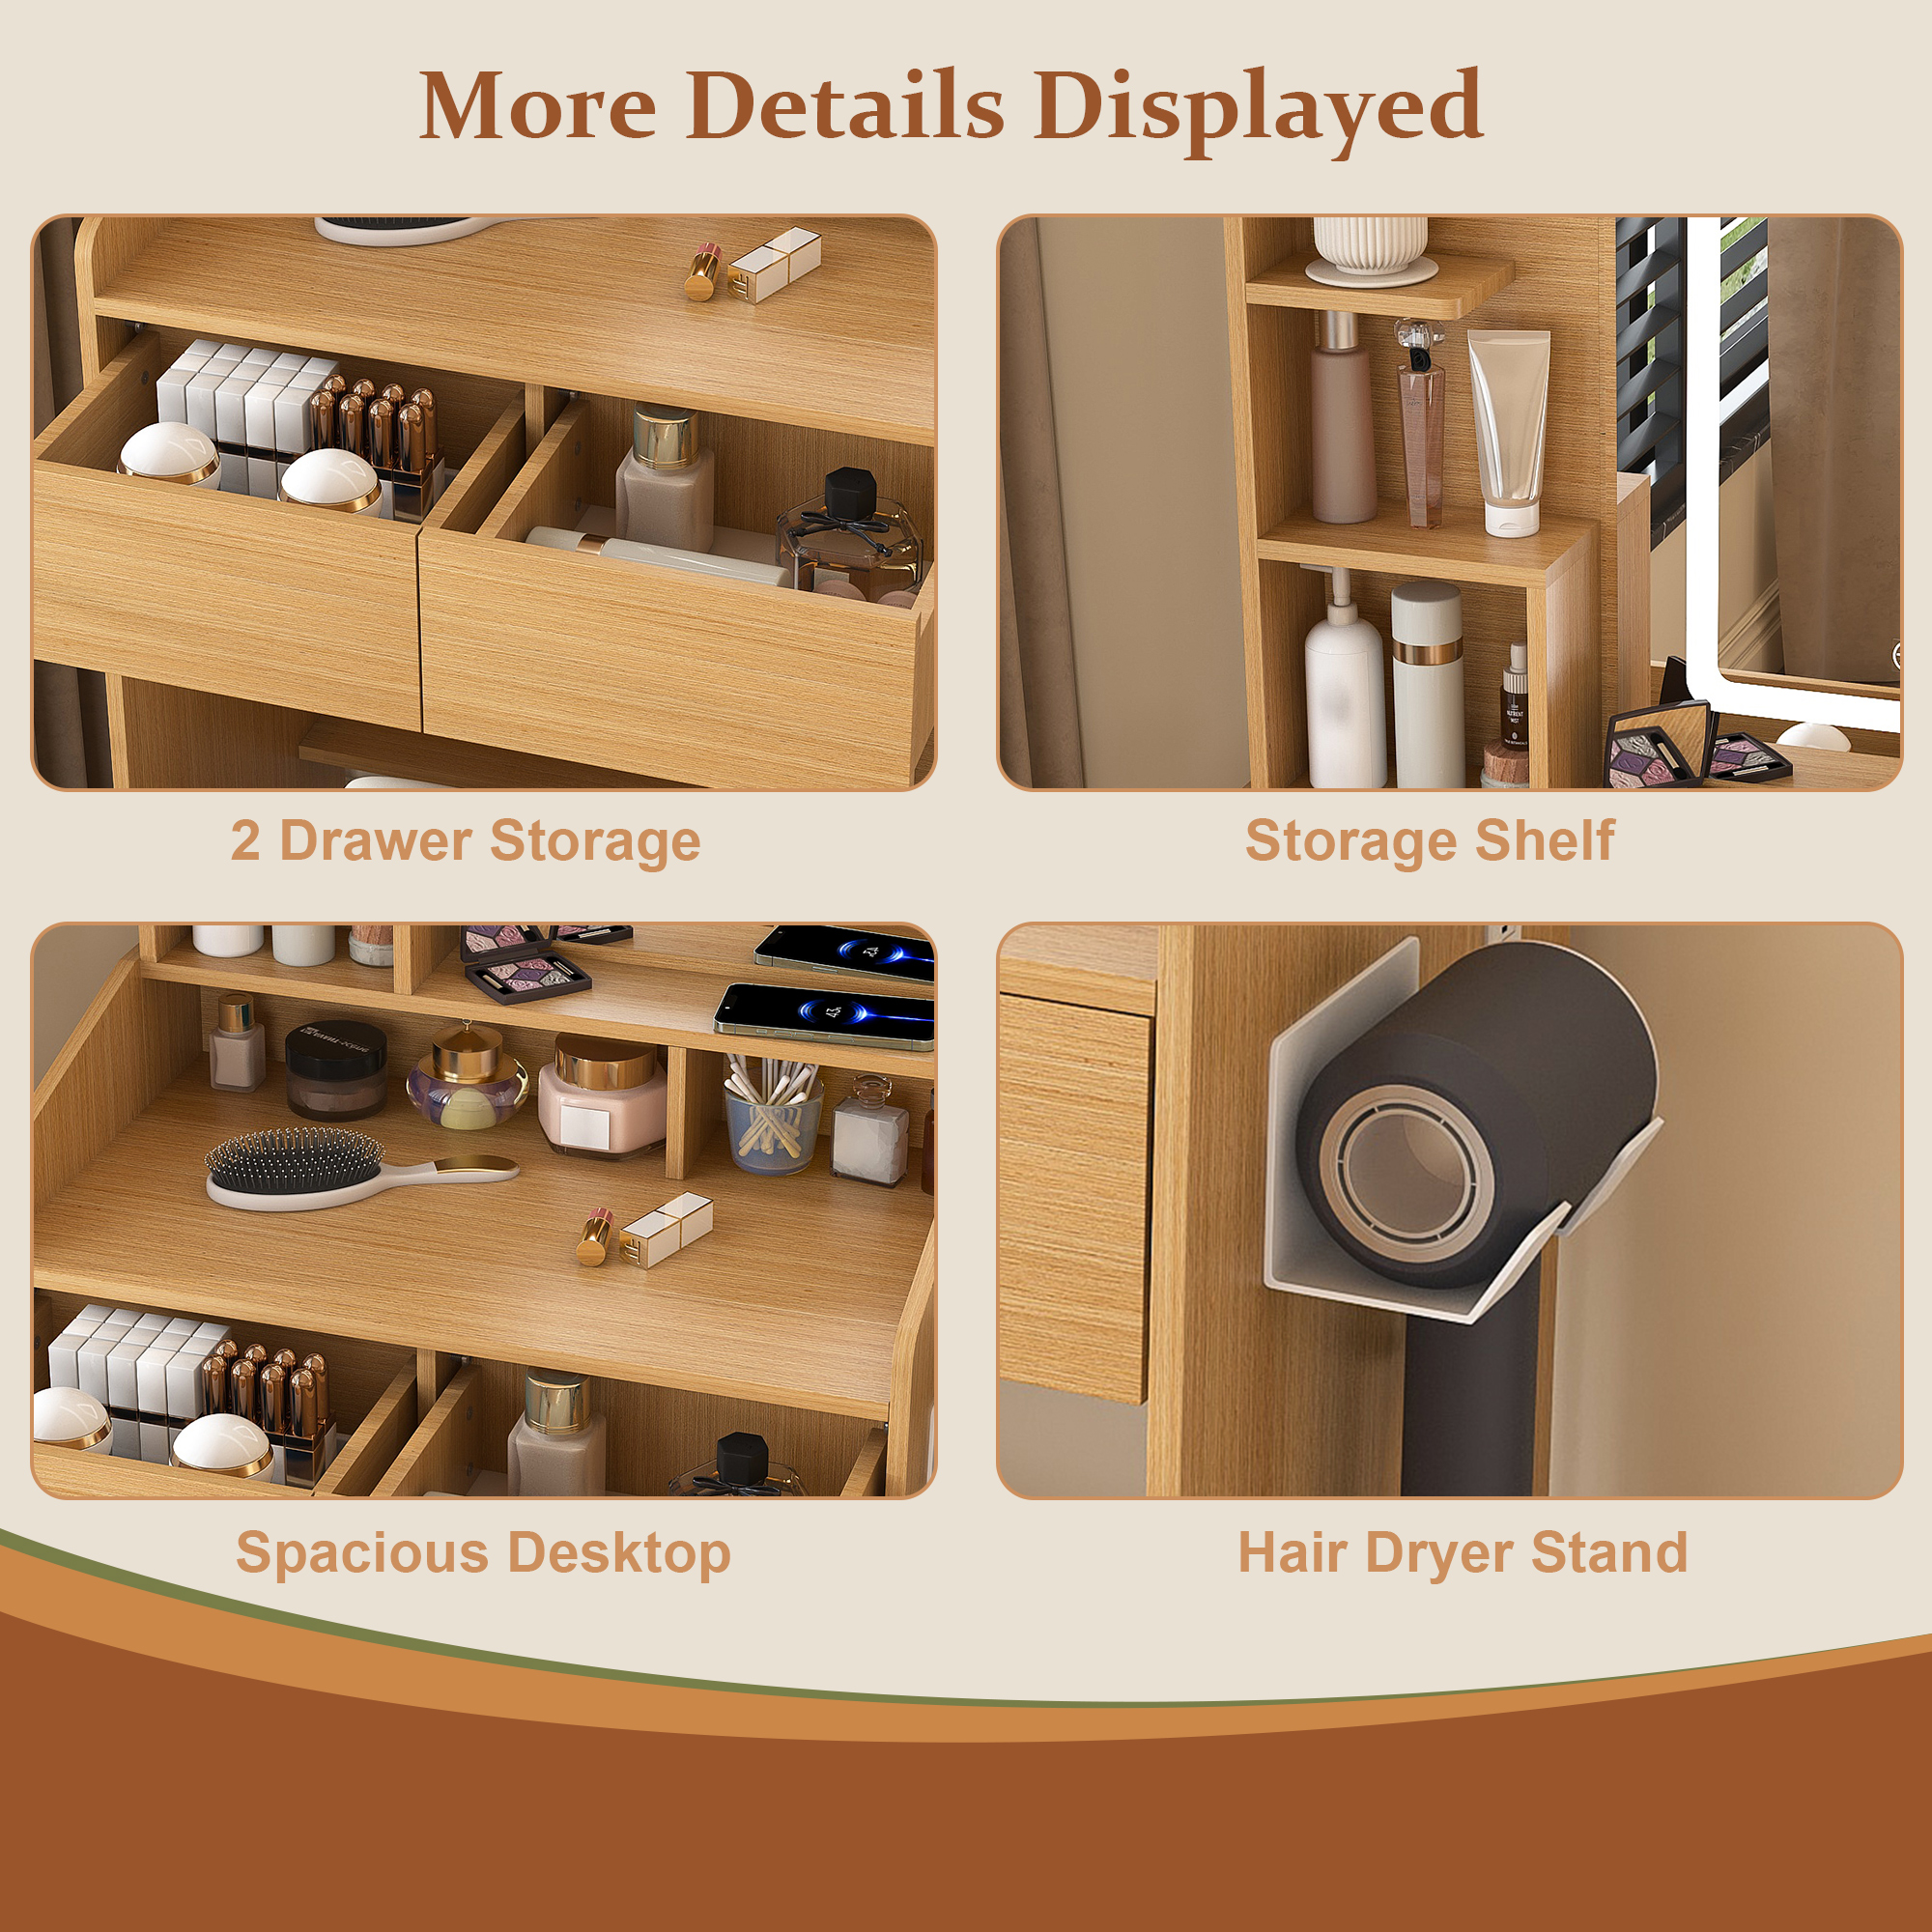 More Details Displayed
2 Drawer Storage
Storage Shelf
Spacious Desktop
Hair Dryer Stand